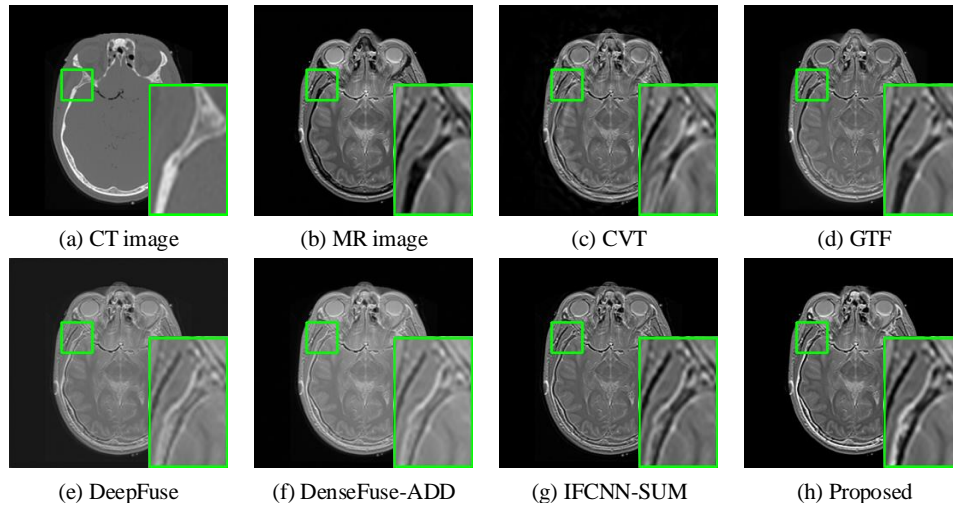 (a) CT image
(b) MR image
(c) CVT
(d) GTF
(e) DeepFuse
(f) DenseFuse-ADD
(g) IFCNN-SUM
(h) Proposed